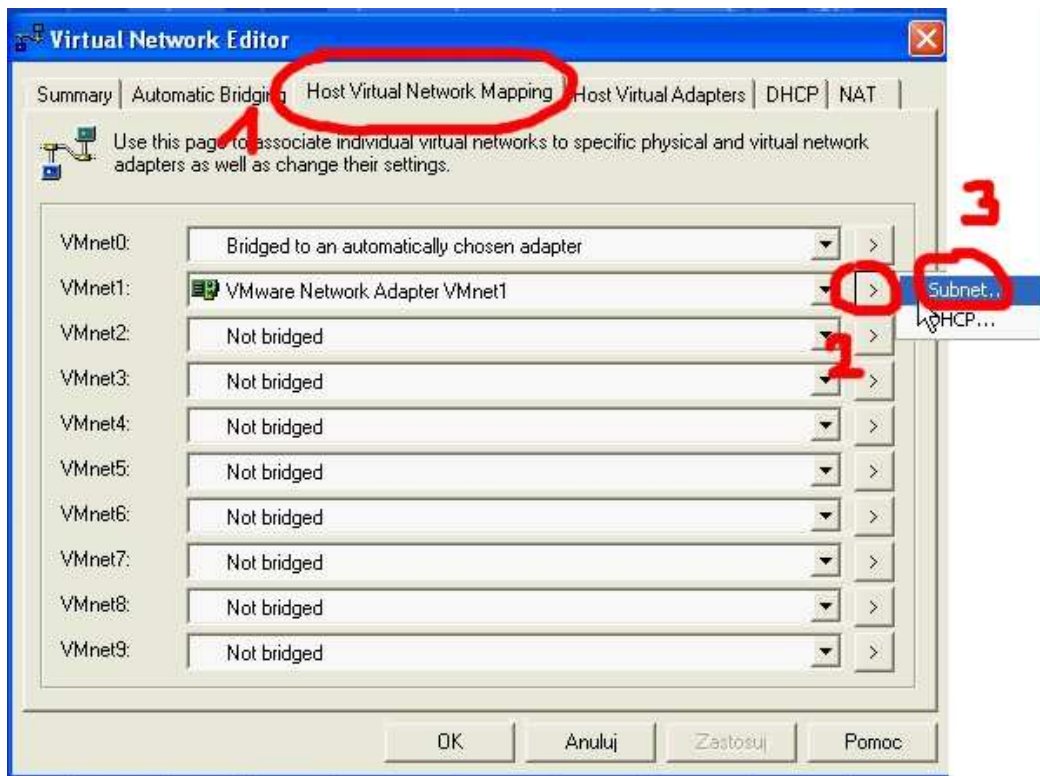 Virtual Network Editor
Summary Automatic Bridging Host Virtual Network Mapping Host Virtual Adapters DHCP NAT
1
Use this page to associate individual virtual networks to specific physical and virtual network
adapters as well as change their settings.
3
VMnet0: Bridged to an automatically chosen adapter >
VMnet1: VMware Network Adapter VMnet1 > Subnet...
HCP...
VMnet2: Not bridged >
2
VMnet3: Not bridged >
VMnet4: Not bridged >
VMnet5: Not bridged >
VMnet6: Not bridged >
VMnet7: Not bridged >
VMnet8: Not bridged >
VMnet9: Not bridged >
OK Anuluj Zastosuj Pomoc